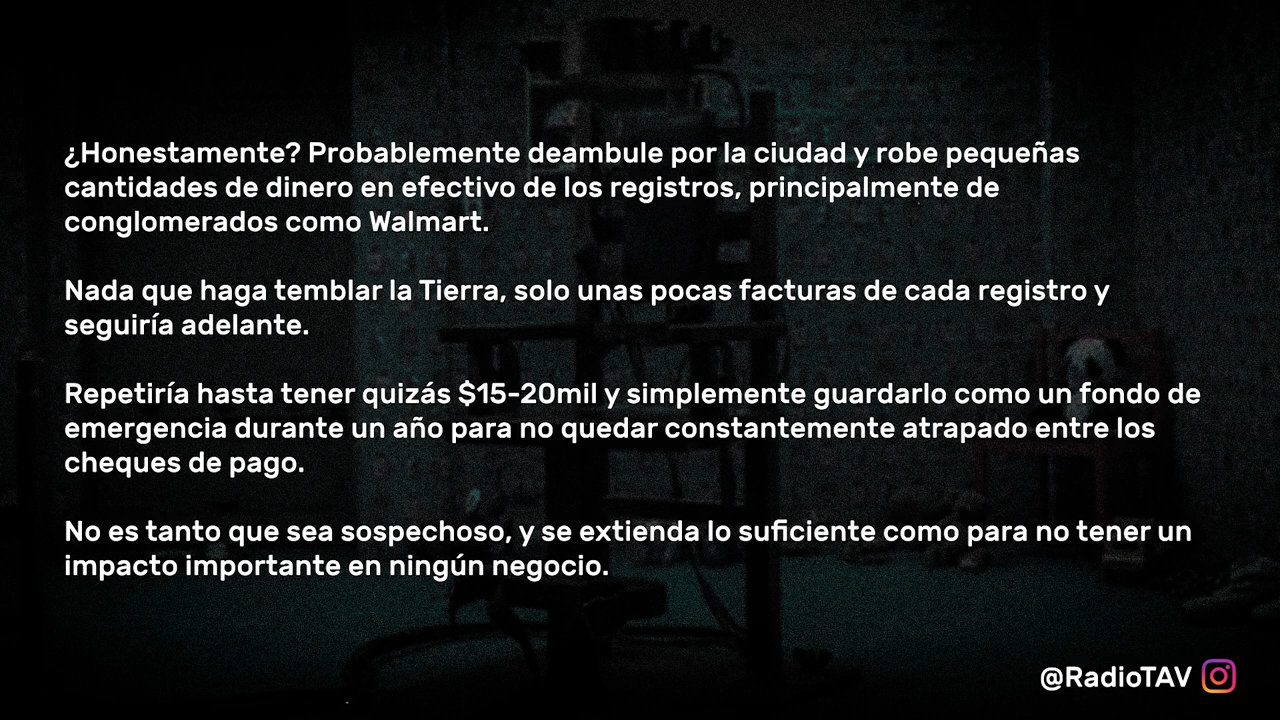 ¿Honestamente? Probablemente deambule por la ciudad y robe pequeñas
cantidades de dinero en efectivo de los registros, principalmente de
conglomerados como Walmart.
Nada que haga temblar la Tierra, solo unas pocas facturas de cada registro y
seguiría adelante.
Repetiría hasta tener quizás $15-20mil y simplemente guardarlo como un fondo de
emergencia durante un año para no quedar constantemente atrapado entre los
cheques de pago.
No es tanto que sea sospechoso, y se extienda lo suficiente como para no tener un
impacto importante en ningún negocio.
@RadioTAV